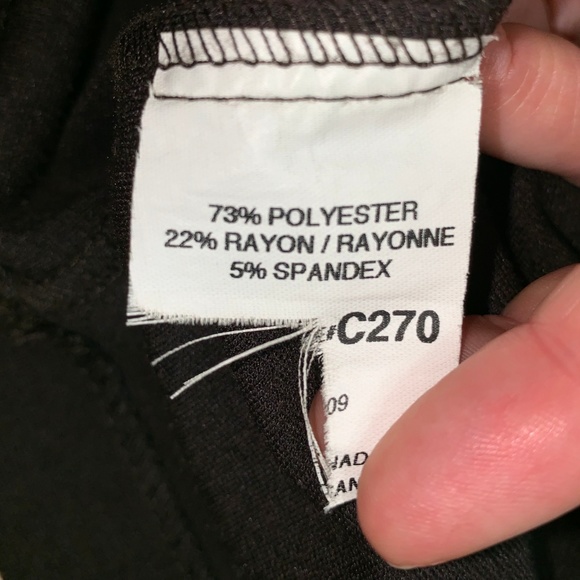 73% POLYESTER
22% RAYON / RAYONNE
5% SPANDEX
C270
09